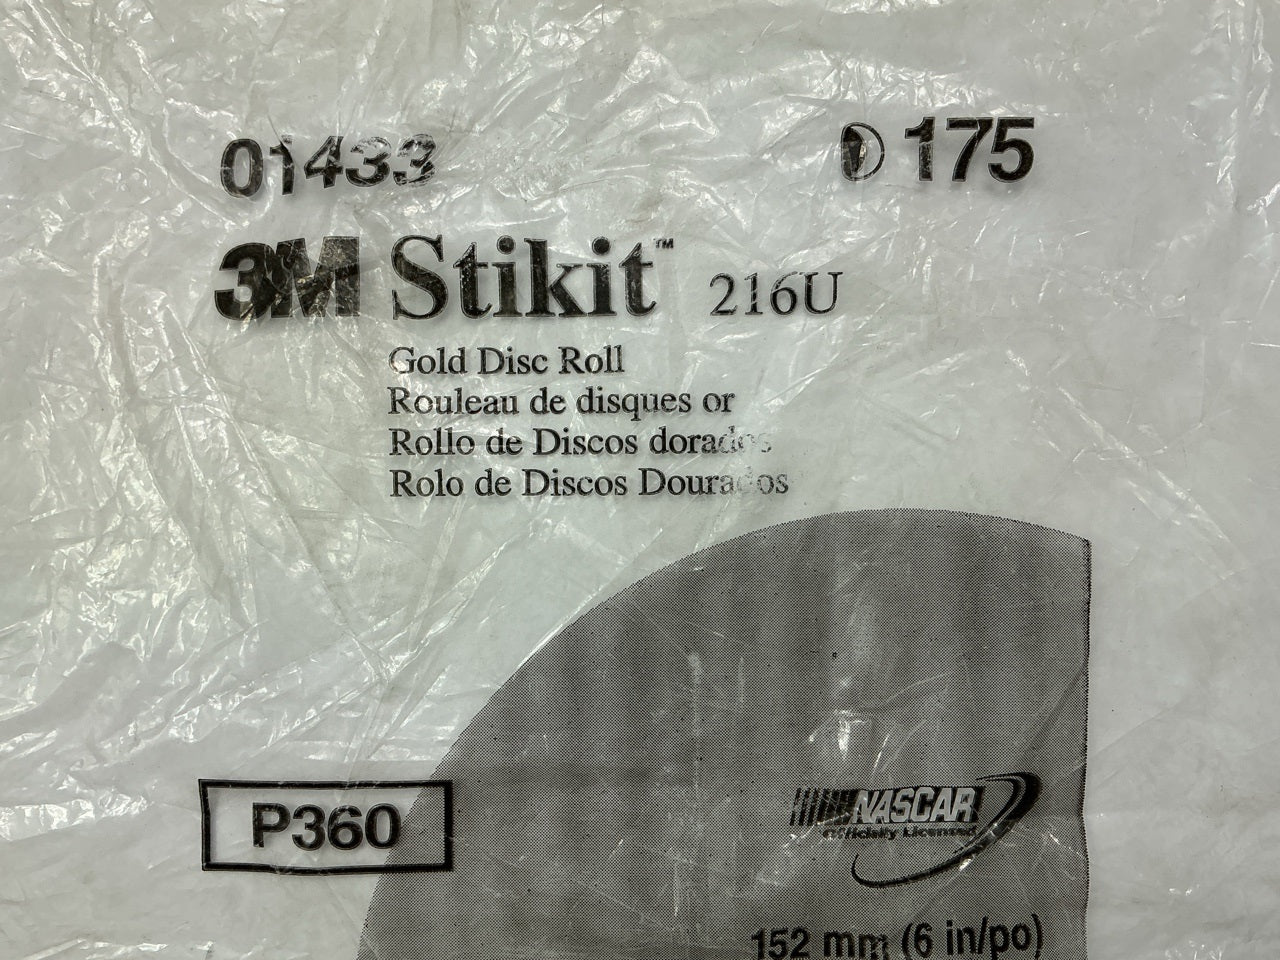 01433
175
3M Stikit™ 216U
Gold Disc Roll
Rouleau de disques or
Rollo de Discos dorados
Rolo de Discos Dourados
P360
NASCAR
Officially Licensed
152 mm (6 in/po)